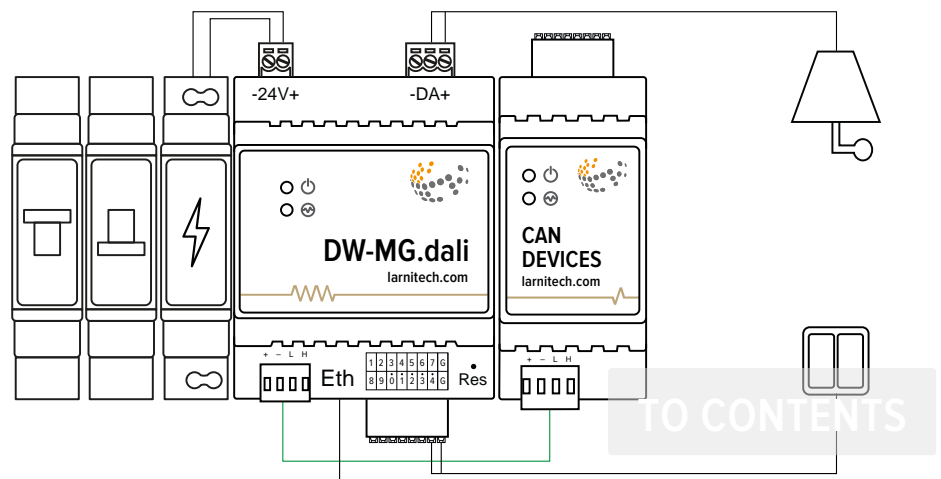 -24V+
-DA+
DW-MG.dali
larnitech.com
CAN
DEVICES
larnitech.com
+ – L H
Eth
1 2 3 4 5 6 7 G
8 9 0 1 2 3 4 G
Res
+ – L H
TO CONTENTS